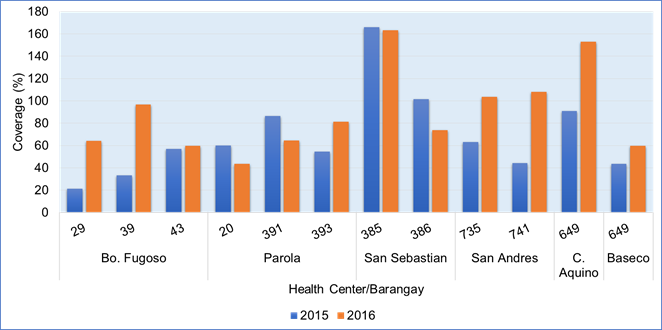 180
160
140
120
100
80
60
40
20
0
Coverage (%)
29 39 43 20 391 393 385 386 735 741 649 649
Bo. Fugoso Parola San Sebastian San Andres C. Aquino Baseco
Health Center/Barangay
2015 2016